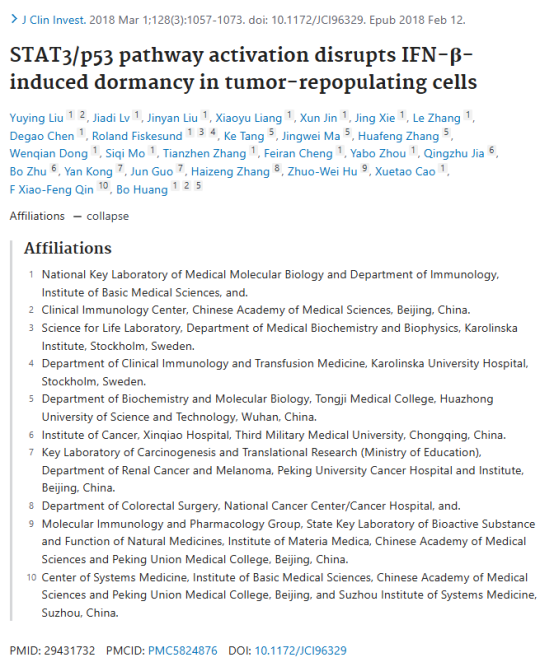 > J Clin Invest. 2018 Mar 1;128(3):1057-1073. doi: 10.1172/JCI96329. Epub 2018 Feb 12.
STAT3/p53 pathway activation disrupts IFN-β-
induced dormancy in tumor-repopulating cells
Yuying Liu 1 2, Jiadi Lv 1, Jinyan Liu 1, Xiaoyu Liang 1, Xun Jin 1, Jing Xie 1, Le Zhang 1,
Degao Chen 1, Roland Fiskesund 1 3 4, Ke Tang 5, Jingwei Ma 5, Huafeng Zhang 5,
Wenqian Dong 1, Siqi Mo 1, Tianzhen Zhang 1, Feiran Cheng 1, Yabo Zhou 1, Qingzhu Jia 6,
Bo Zhu 6, Yan Kong 7, Jun Guo 7, Haizeng Zhang 8, Zhuo-Wei Hu 9, Xuetao Cao 1,
F Xiao-Feng Qin 10, Bo Huang 1 2 5
Affiliations − collapse
Affiliations
1 National Key Laboratory of Medical Molecular Biology and Department of Immunology,
Institute of Basic Medical Sciences, and.
2 Clinical Immunology Center, Chinese Academy of Medical Sciences, Beijing, China.
3 Science for Life Laboratory, Department of Medical Biochemistry and Biophysics, Karolinska
Institute, Stockholm, Sweden.
4 Department of Clinical Immunology and Transfusion Medicine, Karolinska University Hospital,
Stockholm, Sweden.
5 Department of Biochemistry and Molecular Biology, Tongji Medical College, Huazhong
University of Science and Technology, Wuhan, China.
6 Institute of Cancer, Xinqiao Hospital, Third Military Medical University, Chongqing, China.
7 Key Laboratory of Carcinogenesis and Translational Research (Ministry of Education),
Department of Renal Cancer and Melanoma, Peking University Cancer Hospital and Institute,
Beijing, China.
8 Department of Colorectal Surgery, National Cancer Center/Cancer Hospital, and.
9 Molecular Immunology and Pharmacology Group, State Key Laboratory of Bioactive Substance
and Function of Natural Medicines, Institute of Materia Medica, Chinese Academy of Medical
Sciences and Peking Union Medical College, Beijing, China.
10 Center of Systems Medicine, Institute of Basic Medical Sciences, Chinese Academy of Medical
Sciences and Peking Union Medical College, Beijing, and Suzhou Institute of Systems Medicine,
Suzhou, China.
PMID: 29431732 PMCID: PMC5824876 DOI: 10.1172/JCI96329